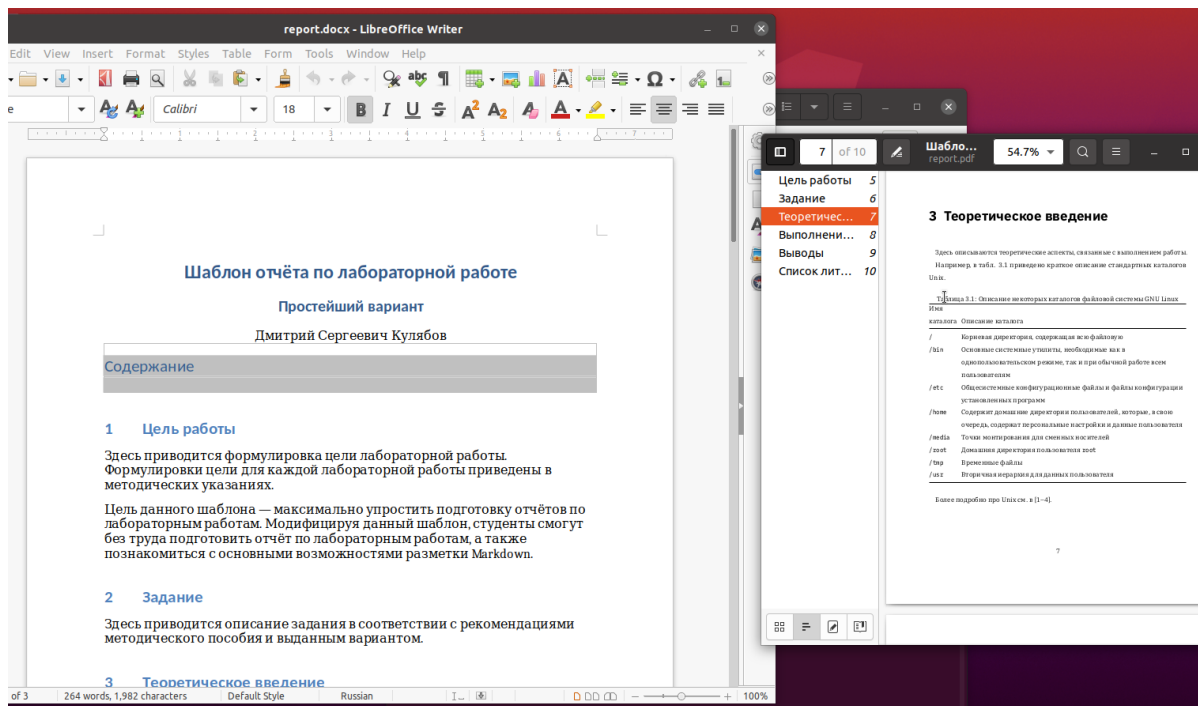 report.docx - LibreOffice Writer
Edit View Insert Format Styles Table Form Tools Window Help
Calibri 18
1 2 3 4 5 6 7
Шаблон отчёта по лабораторной работе
Простейший вариант
Дмитрий Сергеевич Кулябов
Содержание
1 Цель работы
Здесь приводится формулировка цели лабораторной работы.
Формулировки цели для каждой лабораторной работы приведены в
методических указаниях.
Цель данного шаблона — максимально упростить подготовку отчётов по
лабораторным работам. Модифицируя данный шаблон, студенты смогут
без труда подготовить отчёт по лабораторным работам, а также
познакомиться с основными возможностями разметки Markdown.
2 Задание
Здесь приводится описание задания в соответствии с рекомендациями
методического пособия и выданным вариантом.
3 Теоретическое введение
of 3 264 words, 1,982 characters Default Style Russian 100%
7 of 10 Шабло... 54.7%
report.pdf
Цель работы 5
Задание 6
Теоретичес... 7
Выполнени... 8
Выводы 9
Список лит... 10
3 Теоретическое введение
Здесь описываются теоретические аспекты, связанные с выполнением работы.
Например, в табл. 3.1 приведено краткое описание стандартных каталогов
Unix.
Таблица 3.1: Описание некоторых каталогов файловой системы GNU Linux
Имя
каталога Описание каталога
/ Корневая директория, содержащая всю файловую
/bin Основные системные утилиты, необходимые как в
однопользовательском режиме, так и при обычной работе всем
пользователям
/etc Общесистемные конфигурационные файлы и файлы конфигурации
установленных программ
/home Содержит домашние директории пользователей, которые, в свою
очередь, содержат персональные настройки и данные пользователя
/media Точки монтирования для сменных носителей
/root Домашняя директория пользователя root
/tmp Временные файлы
/usr Вторичная иерархия для данных пользователя
Более подробно про Unix см. в [1–4].
7